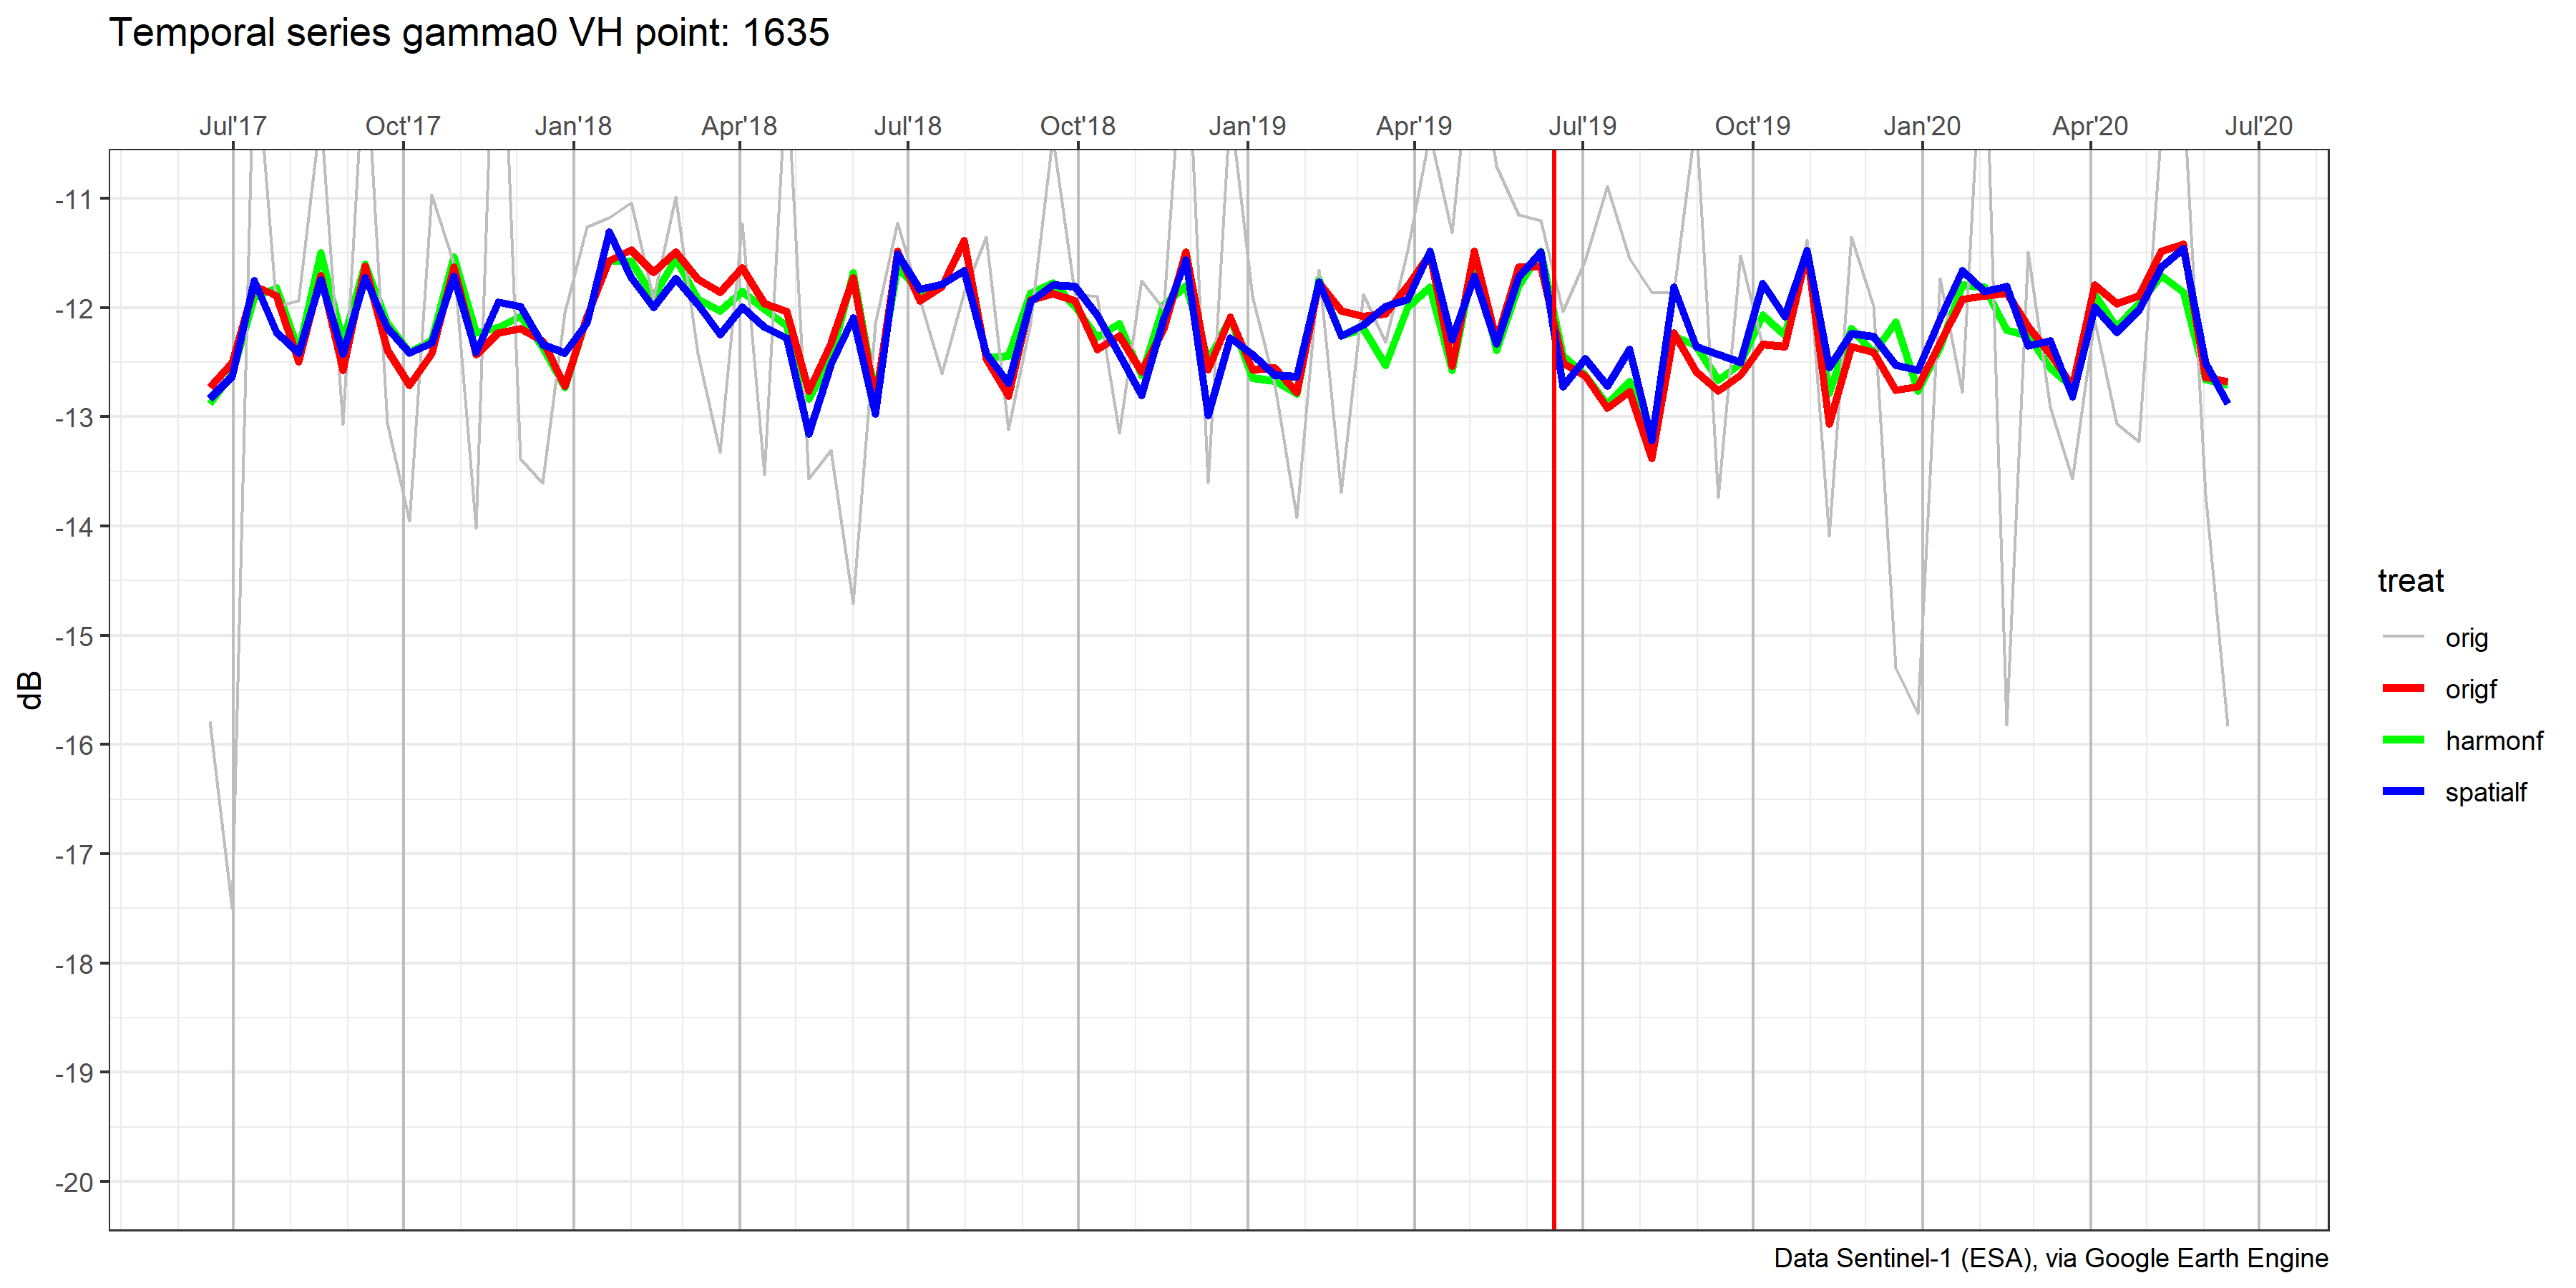 Temporal series gamma0 VH point: 1635
Jul'17 Oct'17 Jan'18 Apr'18 Jul'18 Oct'18 Jan'19 Apr'19 Jul'19 Oct'19 Jan'20 Apr'20 Jul'20
-11
-12
-13
-14
-15
-16
-17
-18
-19
-20
dB
treat
orig
origf
harmonf
spatialf
Data Sentinel-1 (ESA), via Google Earth Engine